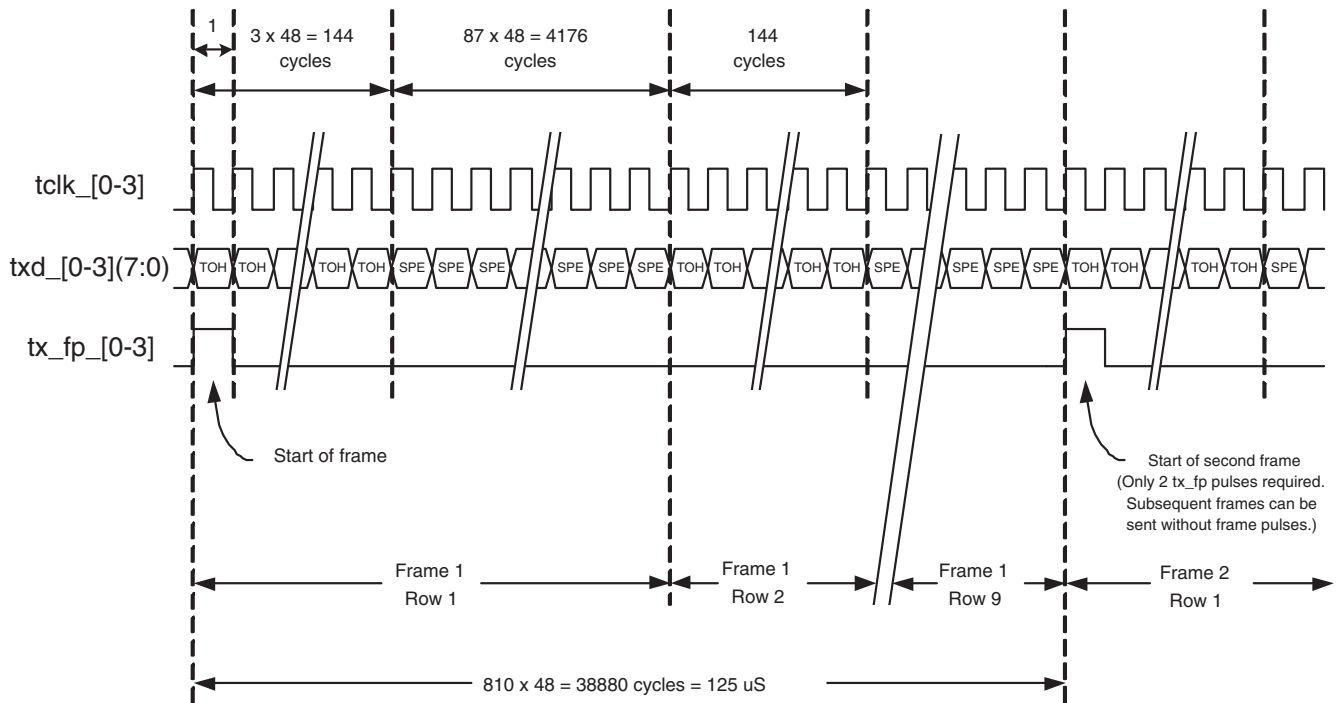 1
3 x 48 = 144
cycles
87 x 48 = 4176
cycles
144
cycles
tclk_[0-3]
txd_[0-3](7:0)
TOH TOH TOH TOH SPE SPE SPE SPE SPE SPE TOH TOH TOH TOH SPE SPE SPE SPE TOH TOH TOH TOH SPE
tx_fp_[0-3]
Start of frame
Start of second frame
(Only 2 tx_fp pulses required.
Subsequent frames can be
sent without frame pulses.)
Frame 1
Row 1
Frame 1
Row 2
Frame 1
Row 9
Frame 2
Row 1
810 x 48 = 38880 cycles = 125 uS